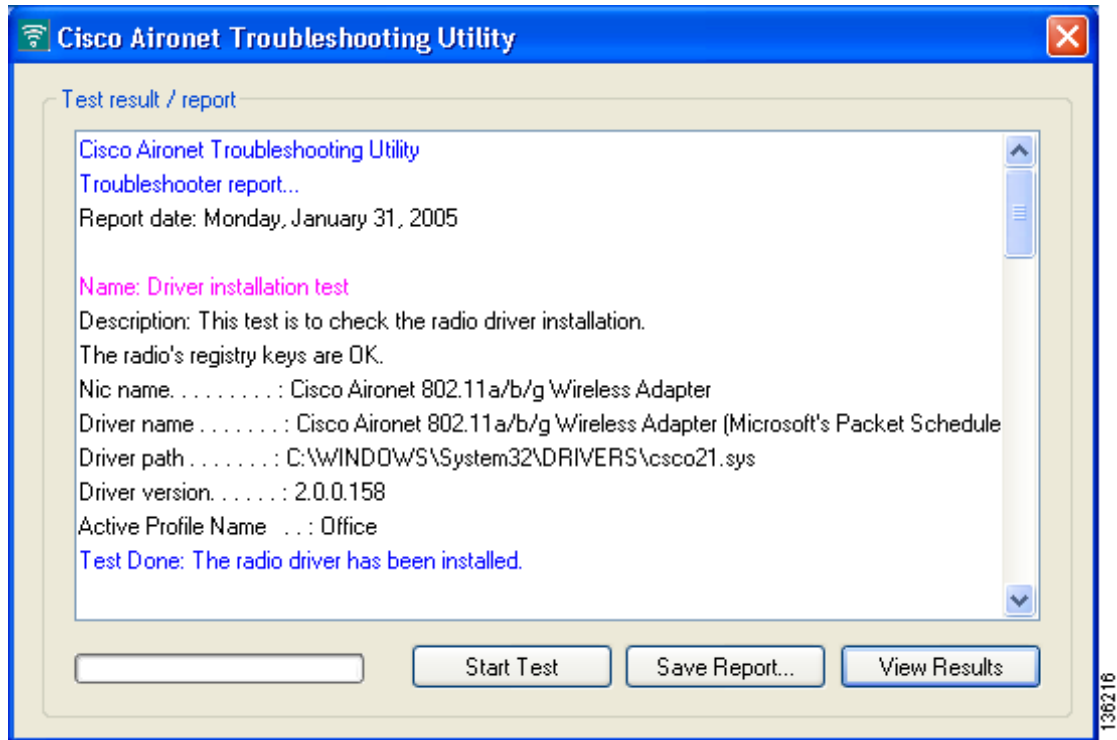 Cisco Aironet Troubleshooting Utility
Test result / report
Cisco Aironet Troubleshooting Utility
Troubleshooter report...
Report date: Monday, January 31, 2005
Name: Driver installation test
Description: This test is to check the radio driver installation.
The radio's registry keys are OK.
Nic name. . . . . . . . . : Cisco Aironet 802.11a/b/g Wireless Adapter
Driver name . . . . . . . : Cisco Aironet 802.11a/b/g Wireless Adapter (Microsoft's Packet Schedule
Driver path . . . . . . . : C:\WINDOWS\System32\DRIVERS\csco21.sys
Driver version. . . . . . : 2.0.0.158
Active Profile Name . . : Office
Test Done: The radio driver has been installed.
Start Test
Save Report...
View Results
136216